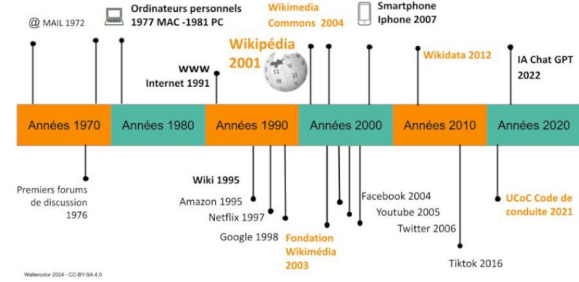 @ MAIL 1972
Ordinateurs personnels
1977 MAC -1981 PC
WWW
Internet 1991
Wikipédia
2001
Wikimedia
Commons 2004
Smartphone
Iphone 2007
Wikidata 2012
IA Chat GPT
2022
Années 1970
Années 1980
Années 1990
Années 2000
Années 2010
Années 2020
Premiers forums
de discussion
1976
Wiki 1995
Amazon 1995
Netflix 1997
Google 1998
Fondation
Wikimédia
2003
Facebook 2004
Youtube 2005
Twitter 2006
Tiktok 2016
UCoC Code de
conduite 2021
Waltercolor 2024 - CC-BY-SA 4.0